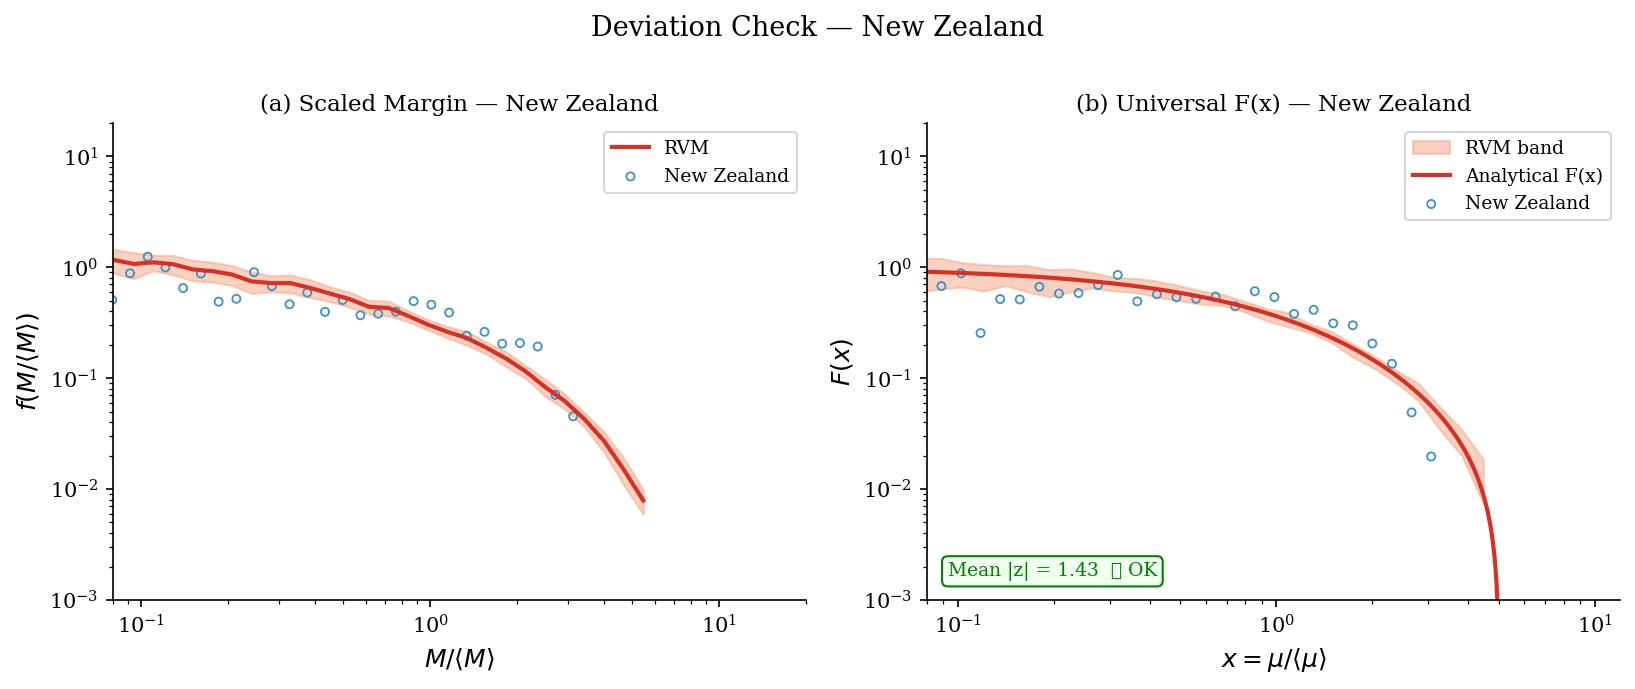 Deviation Check — New Zealand
(a) Scaled Margin — New Zealand
RVM
New Zealand
10¹
10⁰
10⁻¹
10⁻²
10⁻³
f(M/⟨M⟩)
10⁻¹ 10⁰ 10¹
M/⟨M⟩
(b) Universal F(x) — New Zealand
RVM band
Analytical F(x)
New Zealand
10¹
10⁰
10⁻¹
10⁻²
10⁻³
F(x)
Mean |z| = 1.43 ▯ OK
10⁻¹ 10⁰ 10¹
x = μ/⟨μ⟩